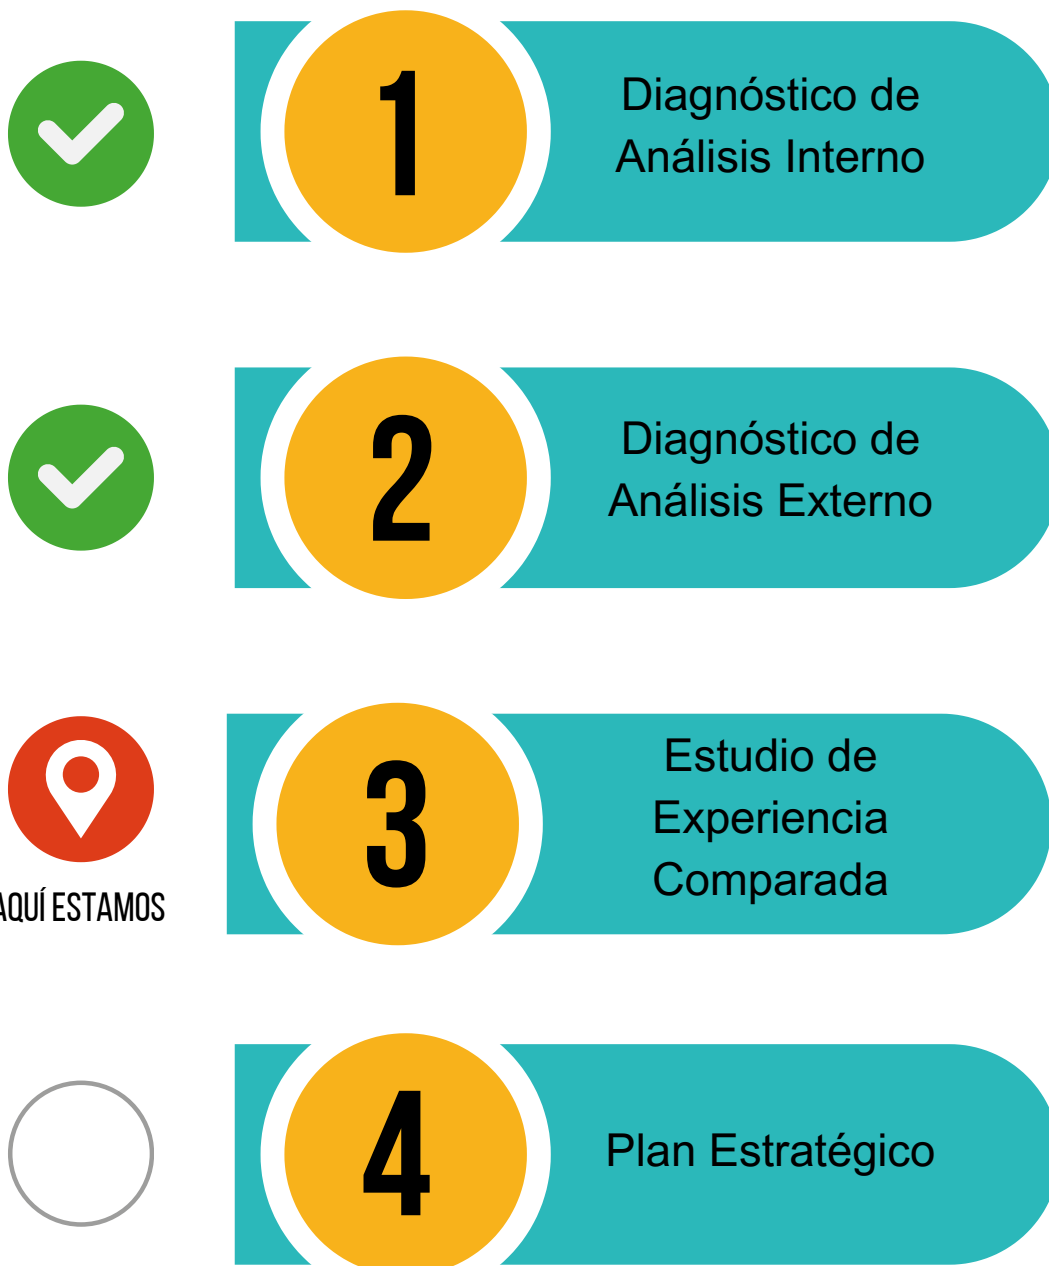 1
Diagnóstico de
Análisis Interno
2
Diagnóstico de
Análisis Externo
3
Estudio de
Experiencia
Comparada
AQUÍ ESTAMOS
4
Plan Estratégico